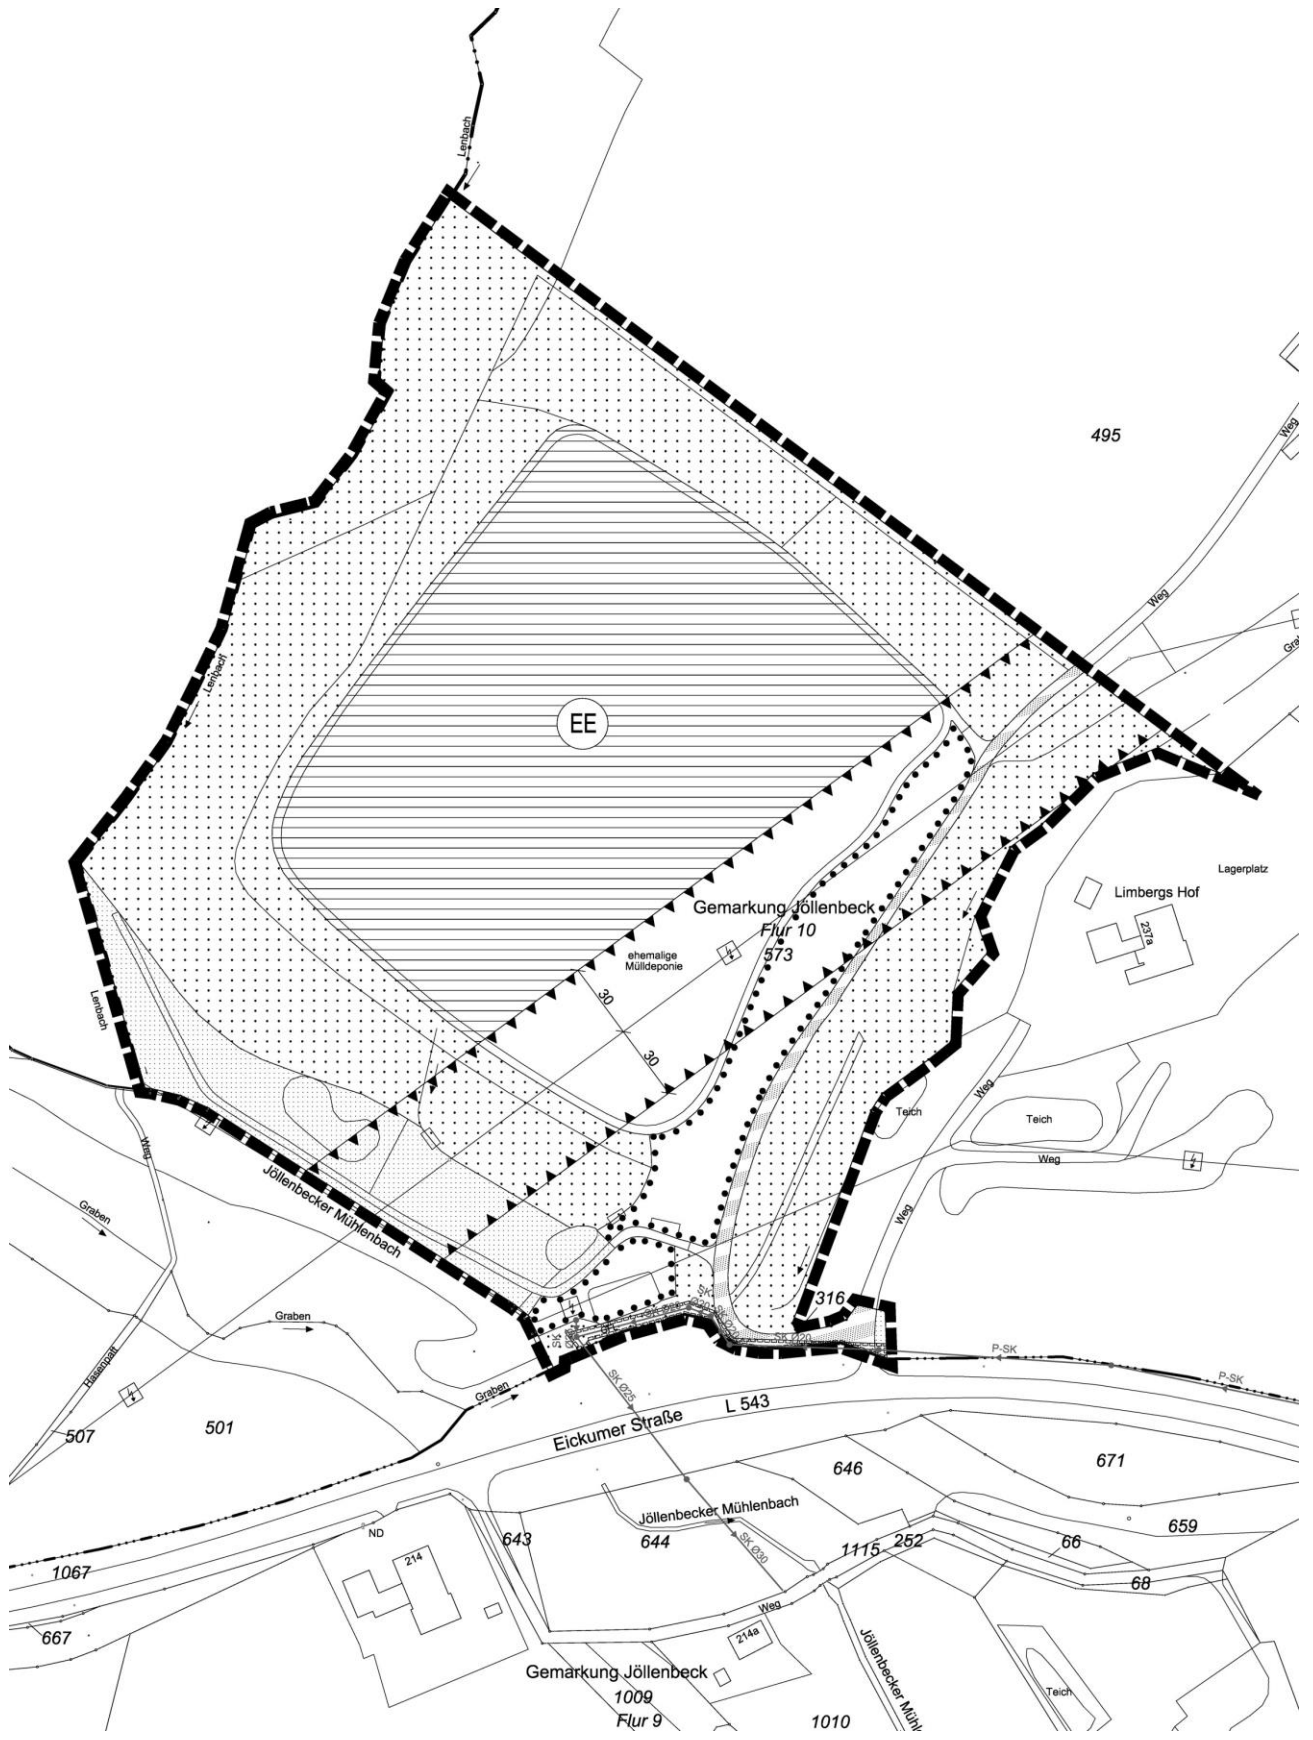 Lenbach
495
Weg
Weg
Lenbach
EE
Lagerplatz
Limbergs Hof
237a
Gemarkung Jöllenbeck
Flur 10
573
ehemalige
Mülldeponie
30
30
Lenbach
Weg
Teich
Teich
Weg
Weg
Jöllenbecker Mühlenbach
Weg
Graben
316
Graben
SK Ø20
P-SK
P-SK
Hasenpatt
Graben
SK Ø25
L 543
Eickumer Straße
507
501
646
671
Jöllenbecker Mühlenbach
659
ND
643
644
SK Ø30
1115
252
66
68
214
1067
667
Weg
214a
Gemarkung Jöllenbeck
1009
Flur 9
1010
Jöllenbecker Mühl
Teich